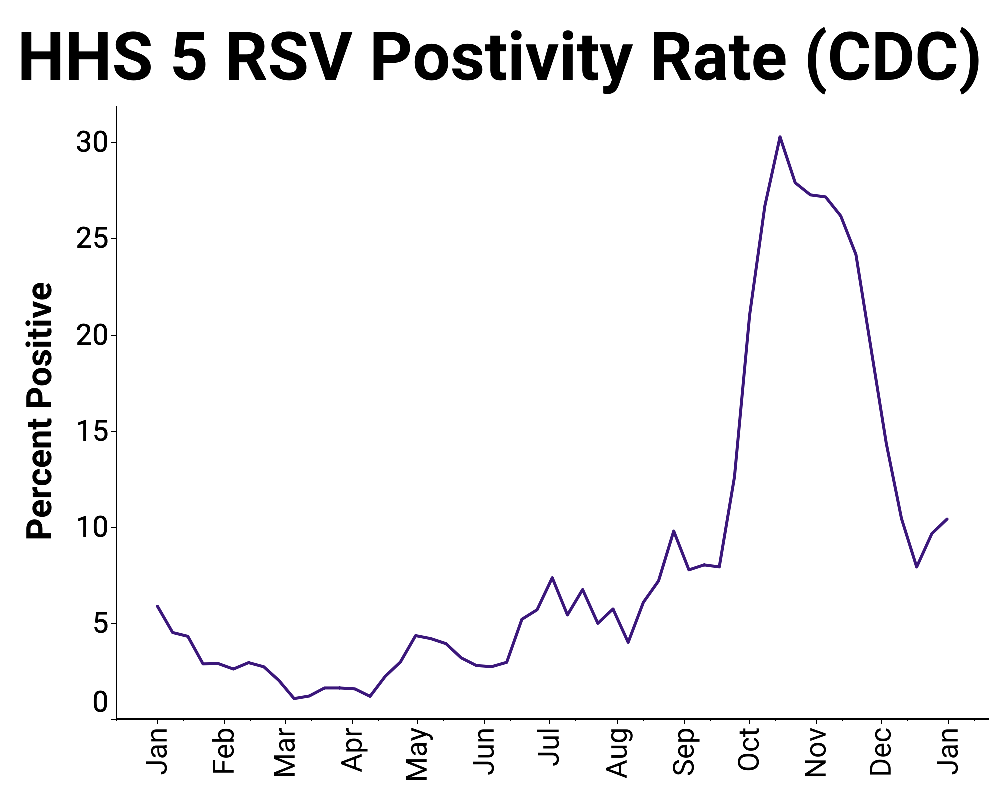 HHS 5 RSV Postivity Rate (CDC)
Percent Positive
30
25
20
15
10
5
0
Jan
Feb
Mar
Apr
May
Jun
Jul
Aug
Sep
Oct
Nov
Dec
Jan